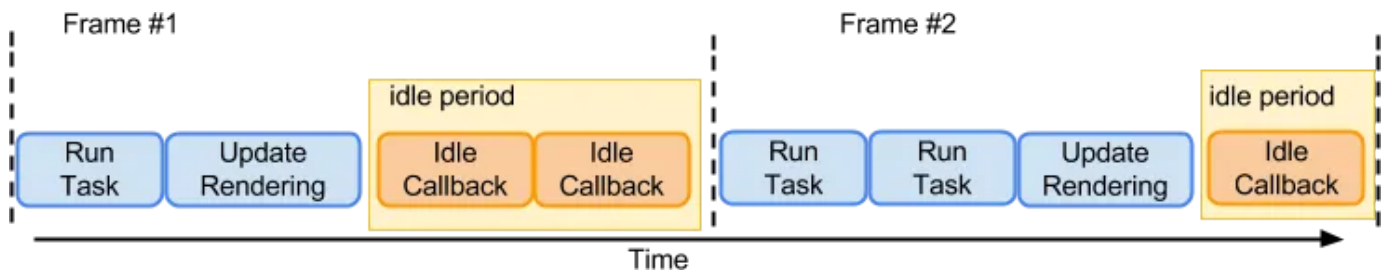 Frame #1
Frame #2
idle period
idle period
Run
Task
Update
Rendering
Idle
Callback
Idle
Callback
Run
Task
Run
Task
Update
Rendering
Idle
Callback
Time